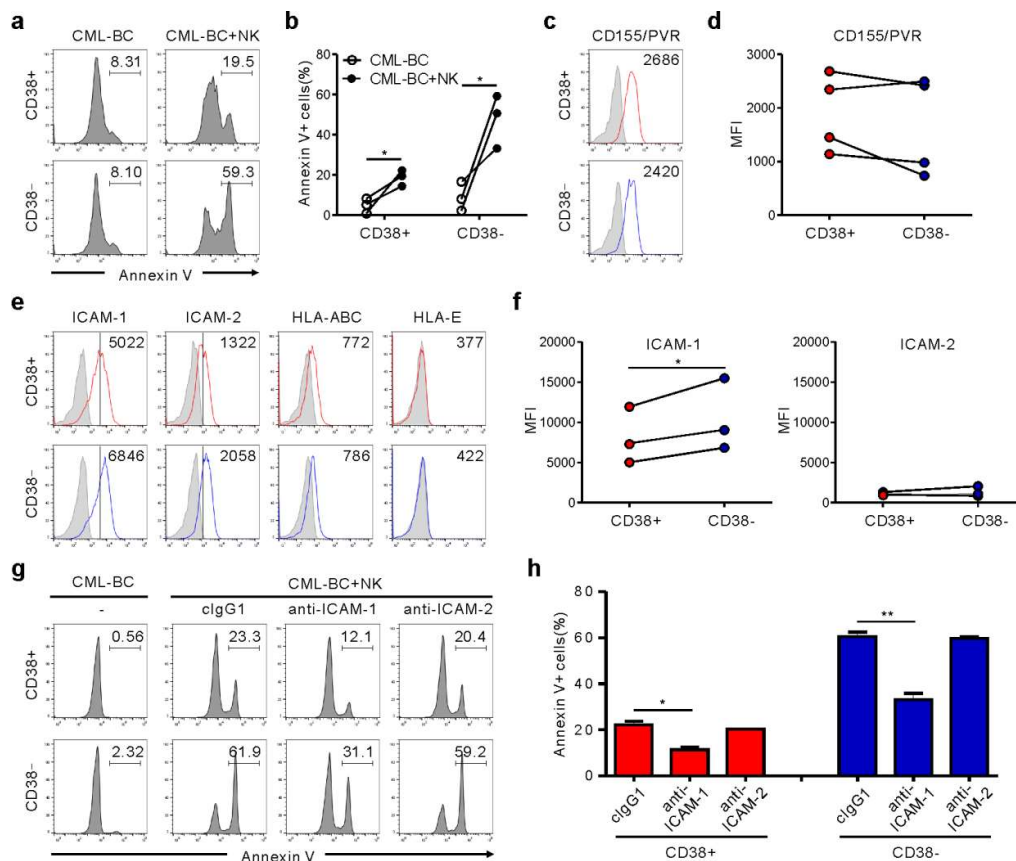 a
CML-BC CML-BC+NK
CD38+
8.31 19.5
CD38−
8.10 59.3
Annexin V
b
CML-BC
CML-BC+NK
Annexin V+ cells(%)
80
60
40
20
0
* *
CD38+ CD38-
c
CD155/PVR
CD38+
2686
CD38−
2420
d
CD155/PVR
MFI
3000
2000
1000
0
CD38+ CD38-
e
ICAM-1 ICAM-2 HLA-ABC HLA-E
CD38+
5022 1322 772 377
CD38−
6846 2058 786 422
f
ICAM-1
MFI
20000
15000
10000
5000
0
*
CD38+ CD38-
ICAM-2
MFI
20000
15000
10000
5000
0
CD38+ CD38-
g
CML-BC CML-BC+NK
- cIgG1 anti-ICAM-1 anti-ICAM-2
CD38+
0.56 23.3 12.1 20.4
CD38−
2.32 61.9 31.1 59.2
Annexin V
h
Annexin V+ cells(%)
80
60
40
20
0
* **
cIgG1 anti-ICAM-1 anti-ICAM-2 cIgG1 anti-ICAM-1 anti-ICAM-2
CD38+ CD38-